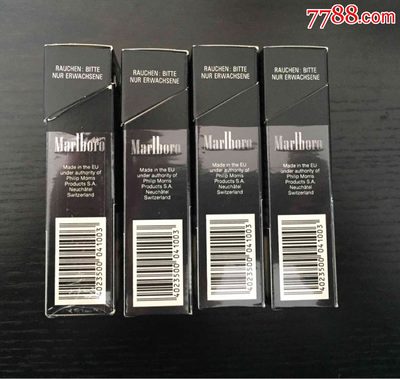 7788.com
RAUCHEN: BITTE
NUR ERWACHSENE
Marlboro
Made in the EU
under authority of
Philip Morris
Products S.A.
Neuchâtel
Switzerland
4023500 041003
RAUCHEN: BITTE
NUR ERWACHSENE
Marlboro
Made in the EU
under authority of
Philip Morris
Products S.A.
Neuchâtel
Switzerland
4023500 041003
RAUCHEN: BITTE
NUR ERWACHSENE
Marlboro
Made in the EU
under authority of
Philip Morris
Products S.A.
Neuchâtel
Switzerland
4023500 041003
RAUCHEN: BITTE
NUR ERWACHSENE
Marlboro
Made in the EU
under authority of
Philip Morris
Products S.A.
Neuchâtel
Switzerland
4023500 041003